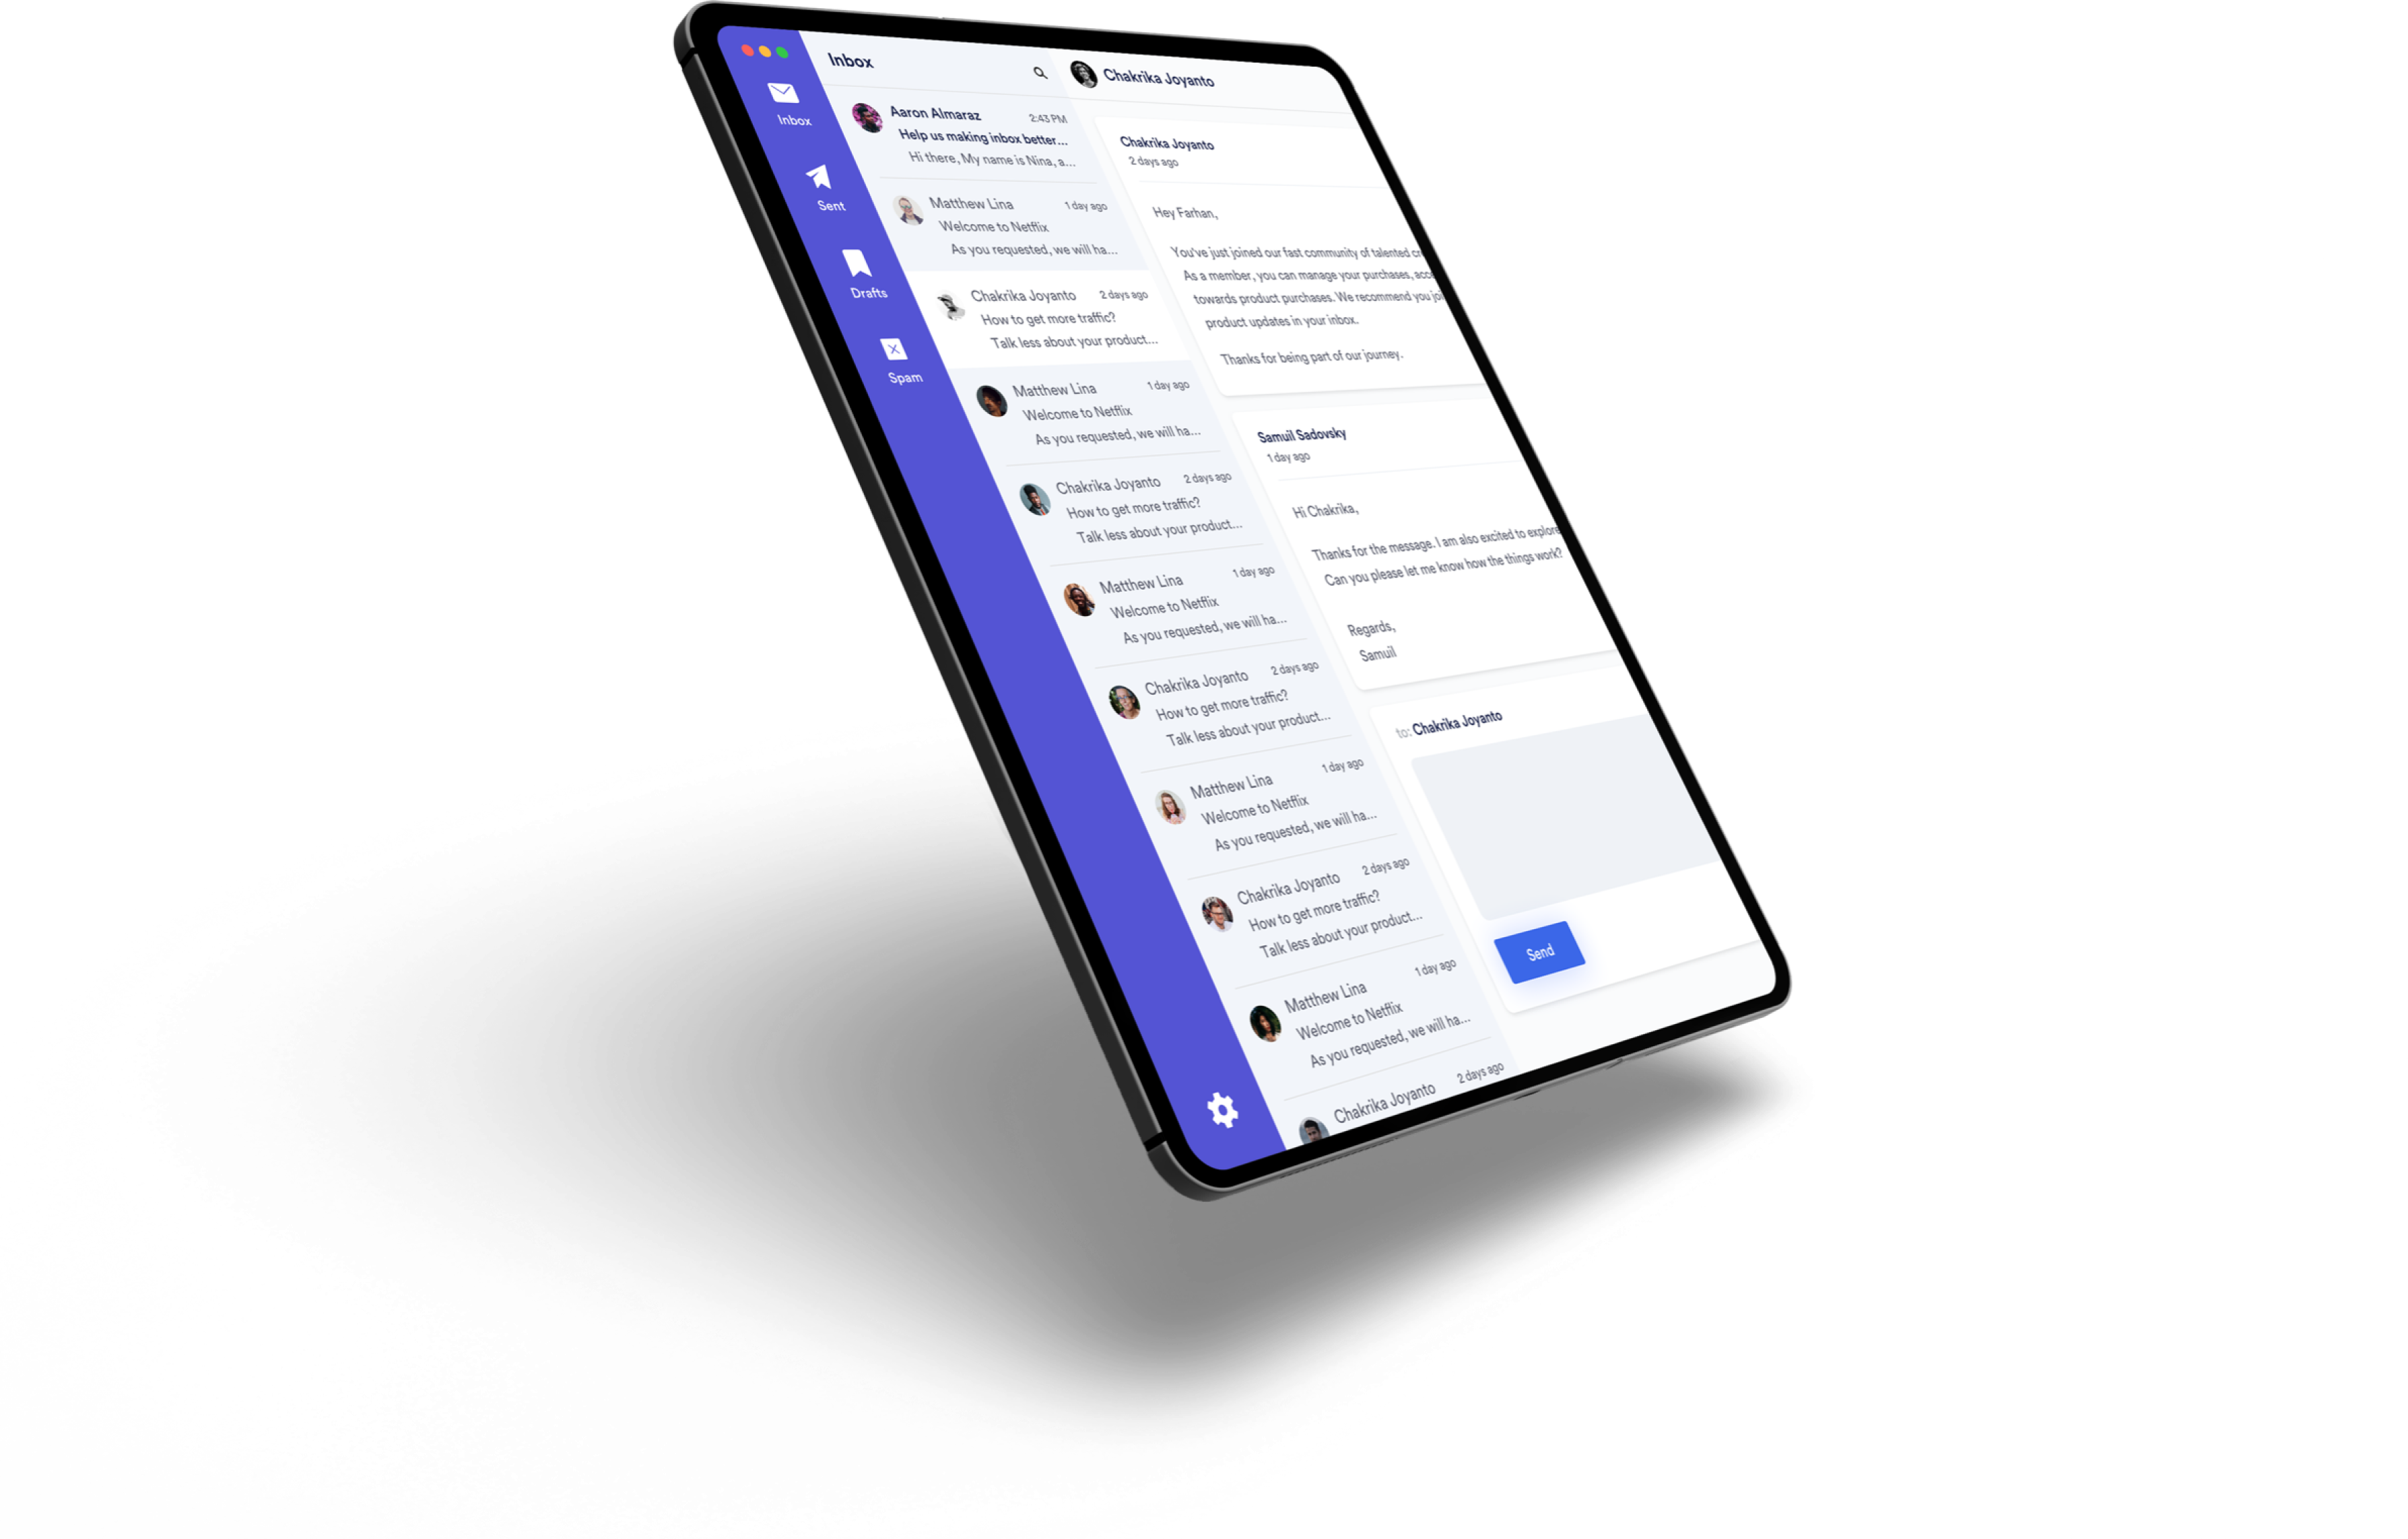 Inbox
Sent
Drafts
Spam
Inbox
Aaron Almaraz 2:43 PM
Help us making inbox better...
Hi there, My name is Nina, a...
Matthew Lina 1 day ago
Welcome to Netflix
As you requested, we will ha...
Chakrika Joyanto 2 days ago
How to get more traffic?
Talk less about your product...
Matthew Lina 1 day ago
Welcome to Netflix
As you requested, we will ha...
Chakrika Joyanto 2 days ago
How to get more traffic?
Talk less about your product...
Matthew Lina 1 day ago
Welcome to Netflix
As you requested, we will ha...
Chakrika Joyanto 2 days ago
How to get more traffic?
Talk less about your product...
Matthew Lina 1 day ago
Welcome to Netflix
As you requested, we will ha...
Chakrika Joyanto 2 days ago
How to get more traffic?
Talk less about your product...
Matthew Lina 1 day ago
Welcome to Netflix
As you requested, we will ha...
Chakrika Joyanto 2 days ago
Chakrika Joyanto
Chakrika Joyanto
2 days ago
Hey Farhan,
You've just joined our fast community of talented
As a member, you can manage your purchases,
towards product purchases. We recommend you
product updates in your inbox.
Thanks for being part of our journey.
Samuil Sadovsky
1 day ago
Hi Chakrika,
Thanks for the message. I am also excited to explore
Can you please let me know how the things work?
Regards,
Samuil
to: Chakrika Joyanto
Send